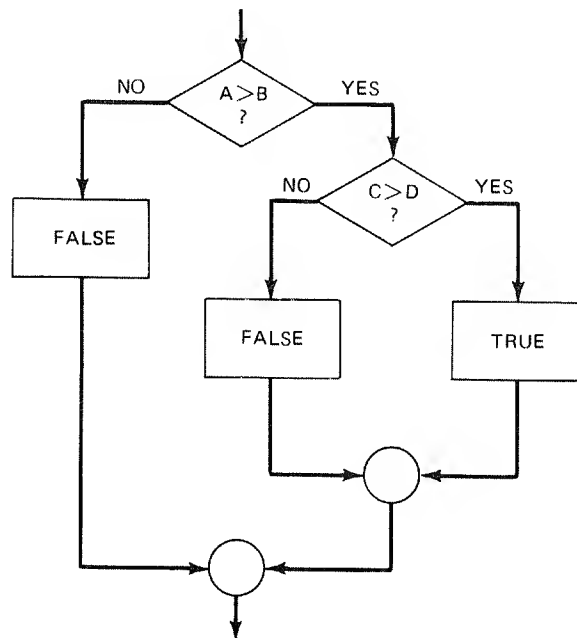 NO
A>B
?
YES
FALSE
NO
C>D
?
YES
FALSE
TRUE